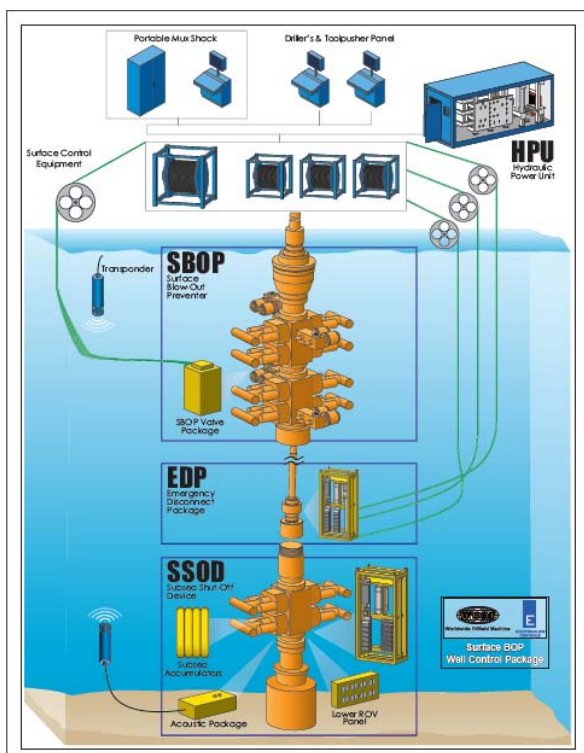 Portable Mux Shack
Driller's & Toolpusher Panel
HPU
Hydraulic
Power Unit
Surface Control
Equipment
Transponder
SBOP
Surface
Blow-Out
Preventer
SBOP Valve
Package
EDP
Emergency
Disconnect
Package
SSOD
Subsea Shut-Off
Device
Subsea
Accumulators
Acoustic Package
Lower ROV
Panel
Worldwide Oilfield Machine
E
CONTROLS
Surface BOP
Well Control Package